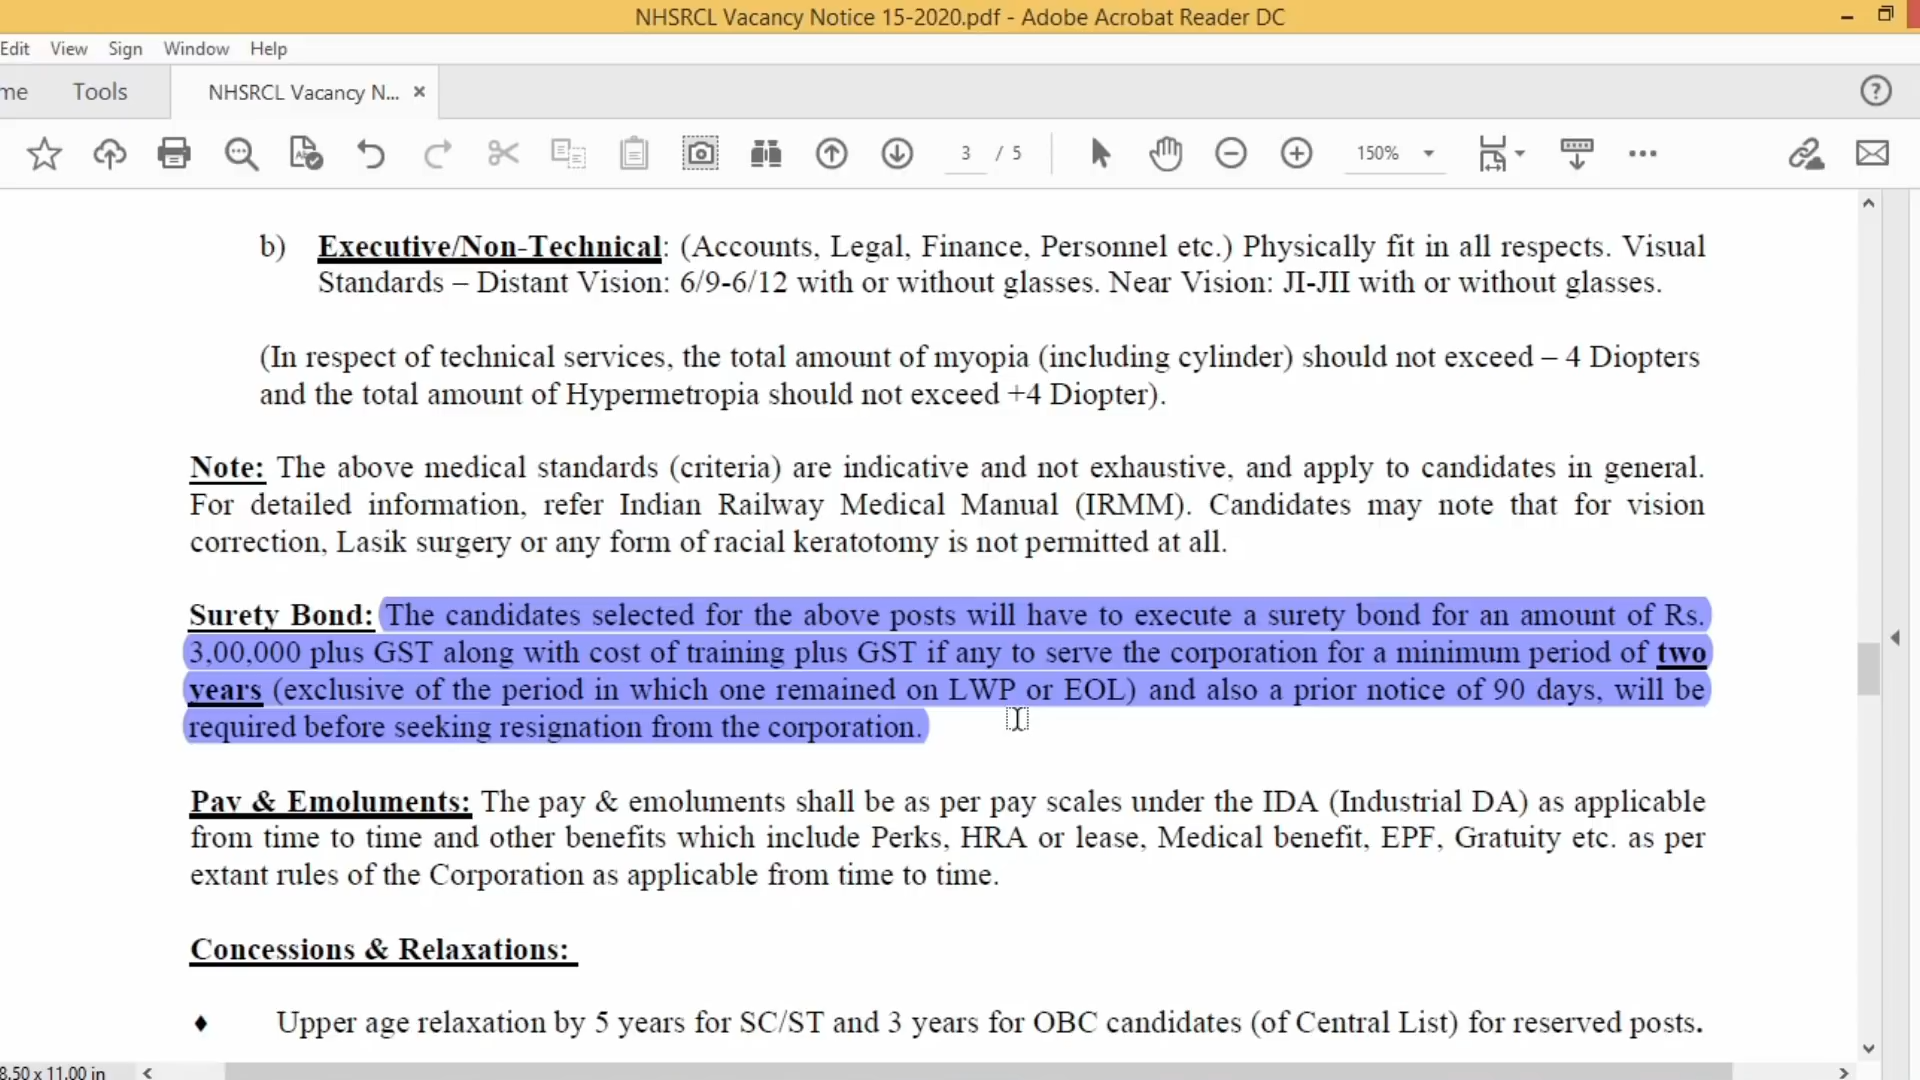 NHSRCL Vacancy Notice 15-2020.pdf - Adobe Acrobat Reader DC
Edit View Sign Window Help
me Tools NHSRCL Vacancy N... ×
3 / 5 150%
b) Executive/Non-Technical: (Accounts, Legal, Finance, Personnel etc.) Physically fit in all respects. Visual
Standards – Distant Vision: 6/9-6/12 with or without glasses. Near Vision: JI-JII with or without glasses.
(In respect of technical services, the total amount of myopia (including cylinder) should not exceed – 4 Diopters
and the total amount of Hypermetropia should not exceed +4 Diopter).
Note: The above medical standards (criteria) are indicative and not exhaustive, and apply to candidates in general.
For detailed information, refer Indian Railway Medical Manual (IRMM). Candidates may note that for vision
correction, Lasik surgery or any form of racial keratotomy is not permitted at all.
Surety Bond: The candidates selected for the above posts will have to execute a surety bond for an amount of Rs.
3,00,000 plus GST along with cost of training plus GST if any to serve the corporation for a minimum period of two
years (exclusive of the period in which one remained on LWP or EOL) and also a prior notice of 90 days, will be
required before seeking resignation from the corporation.
Pay & Emoluments: The pay & emoluments shall be as per pay scales under the IDA (Industrial DA) as applicable
from time to time and other benefits which include Perks, HRA or lease, Medical benefit, EPF, Gratuity etc. as per
extant rules of the Corporation as applicable from time to time.
Concessions & Relaxations:
♦ Upper age relaxation by 5 years for SC/ST and 3 years for OBC candidates (of Central List) for reserved posts.
8.50 x 11.00 in